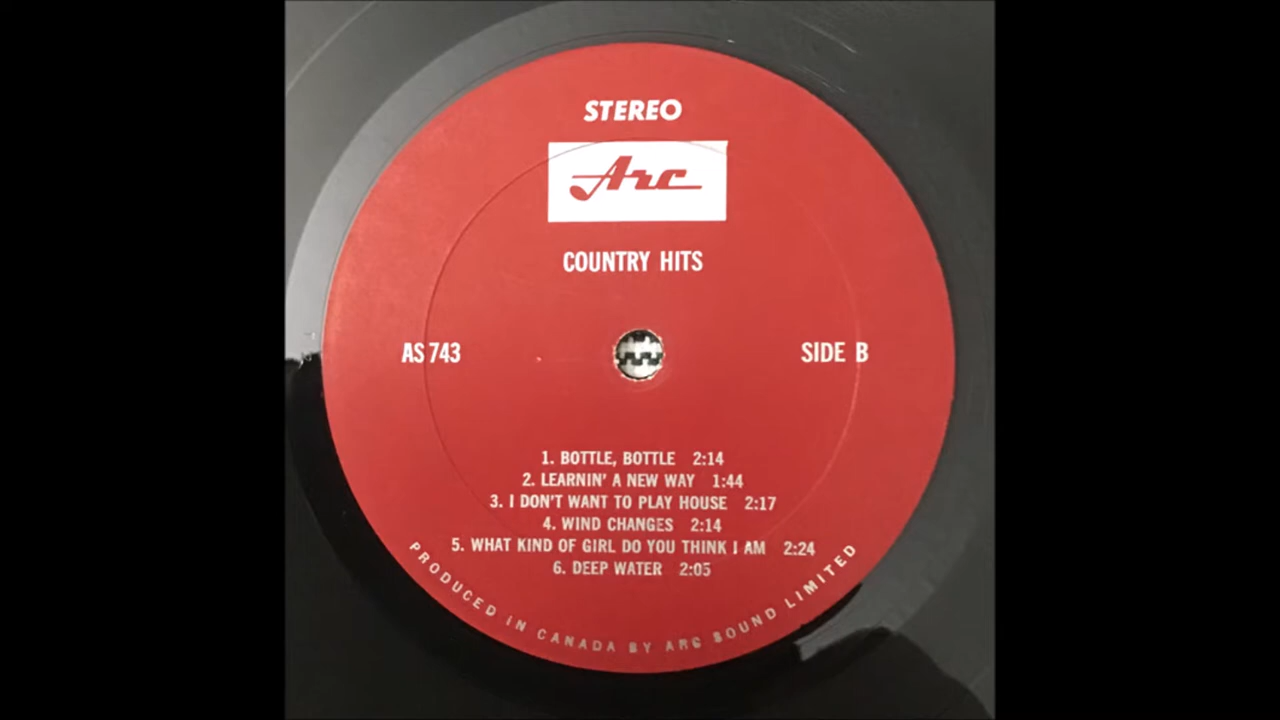 STEREO
Arc
COUNTRY HITS
AS 743
SIDE B
1. BOTTLE, BOTTLE 2:14
2. LEARNIN' A NEW WAY 1:44
3. I DON'T WANT TO PLAY HOUSE 2:17
4. WIND CHANGES 2:14
5. WHAT KIND OF GIRL DO YOU THINK I AM 2:24
6. DEEP WATER 2:05
PRODUCED IN CANADA BY ARC SOUND LIMITED